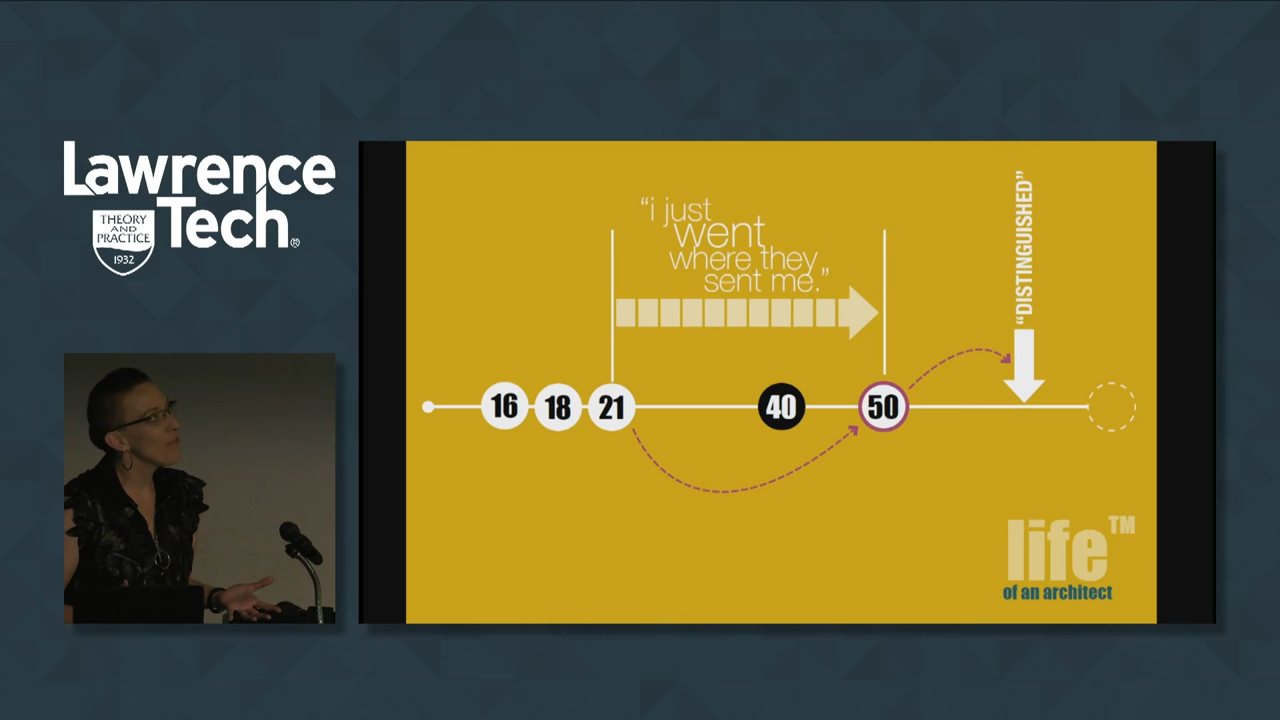 Lawrence
Tech®
THEORY
AND
PRACTICE
1932
“i just
went
where they
sent me.”
“DISTINGUISHED”
16
18
21
40
50
life™
of an architect